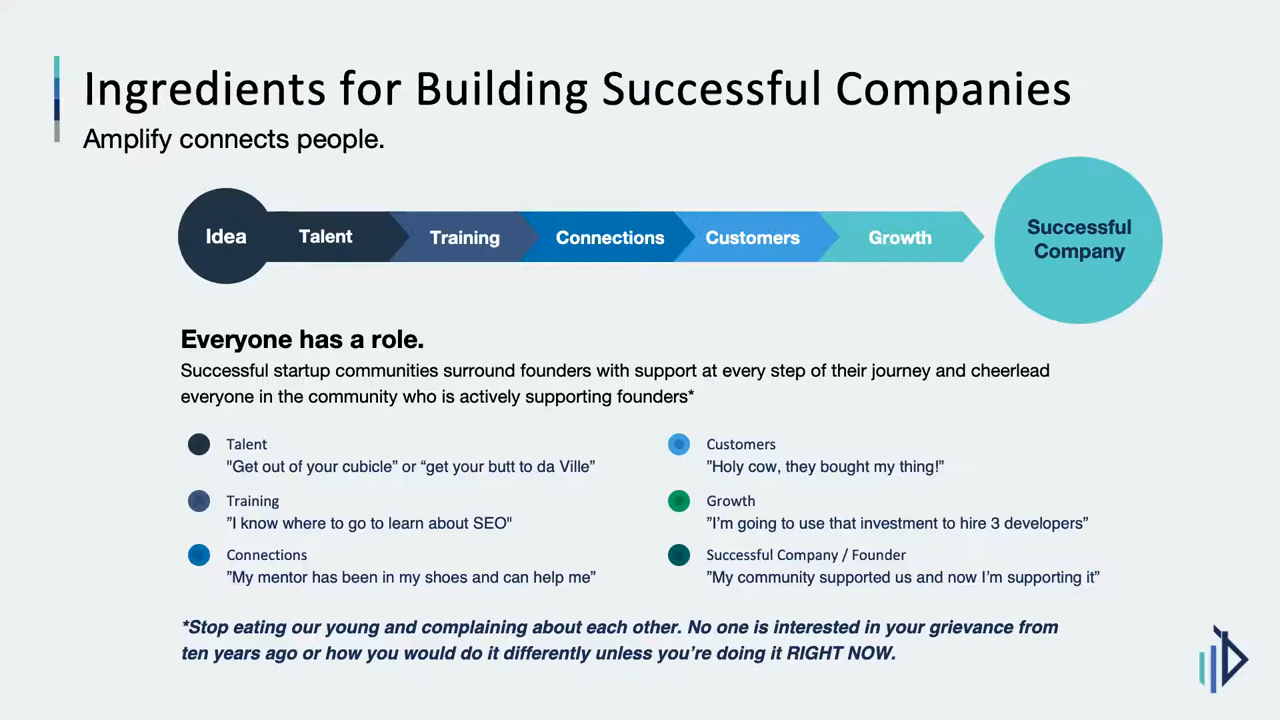 Ingredients for Building Successful Companies
Amplify connects people.
Idea
Talent
Training
Connections
Customers
Growth
Successful
Company
Everyone has a role.
Successful startup communities surround founders with support at every step of their journey and cheerlead
everyone in the community who is actively supporting founders*
Talent
"Get out of your cubicle” or “get your butt to da Ville”
Training
”I know where to go to learn about SEO"
Connections
”My mentor has been in my shoes and can help me”
Customers
”Holy cow, they bought my thing!”
Growth
”I’m going to use that investment to hire 3 developers”
Successful Company / Founder
”My community supported us and now I’m supporting it”
*Stop eating our young and complaining about each other. No one is interested in your grievance from
ten years ago or how you would do it differently unless you’re doing it RIGHT NOW.